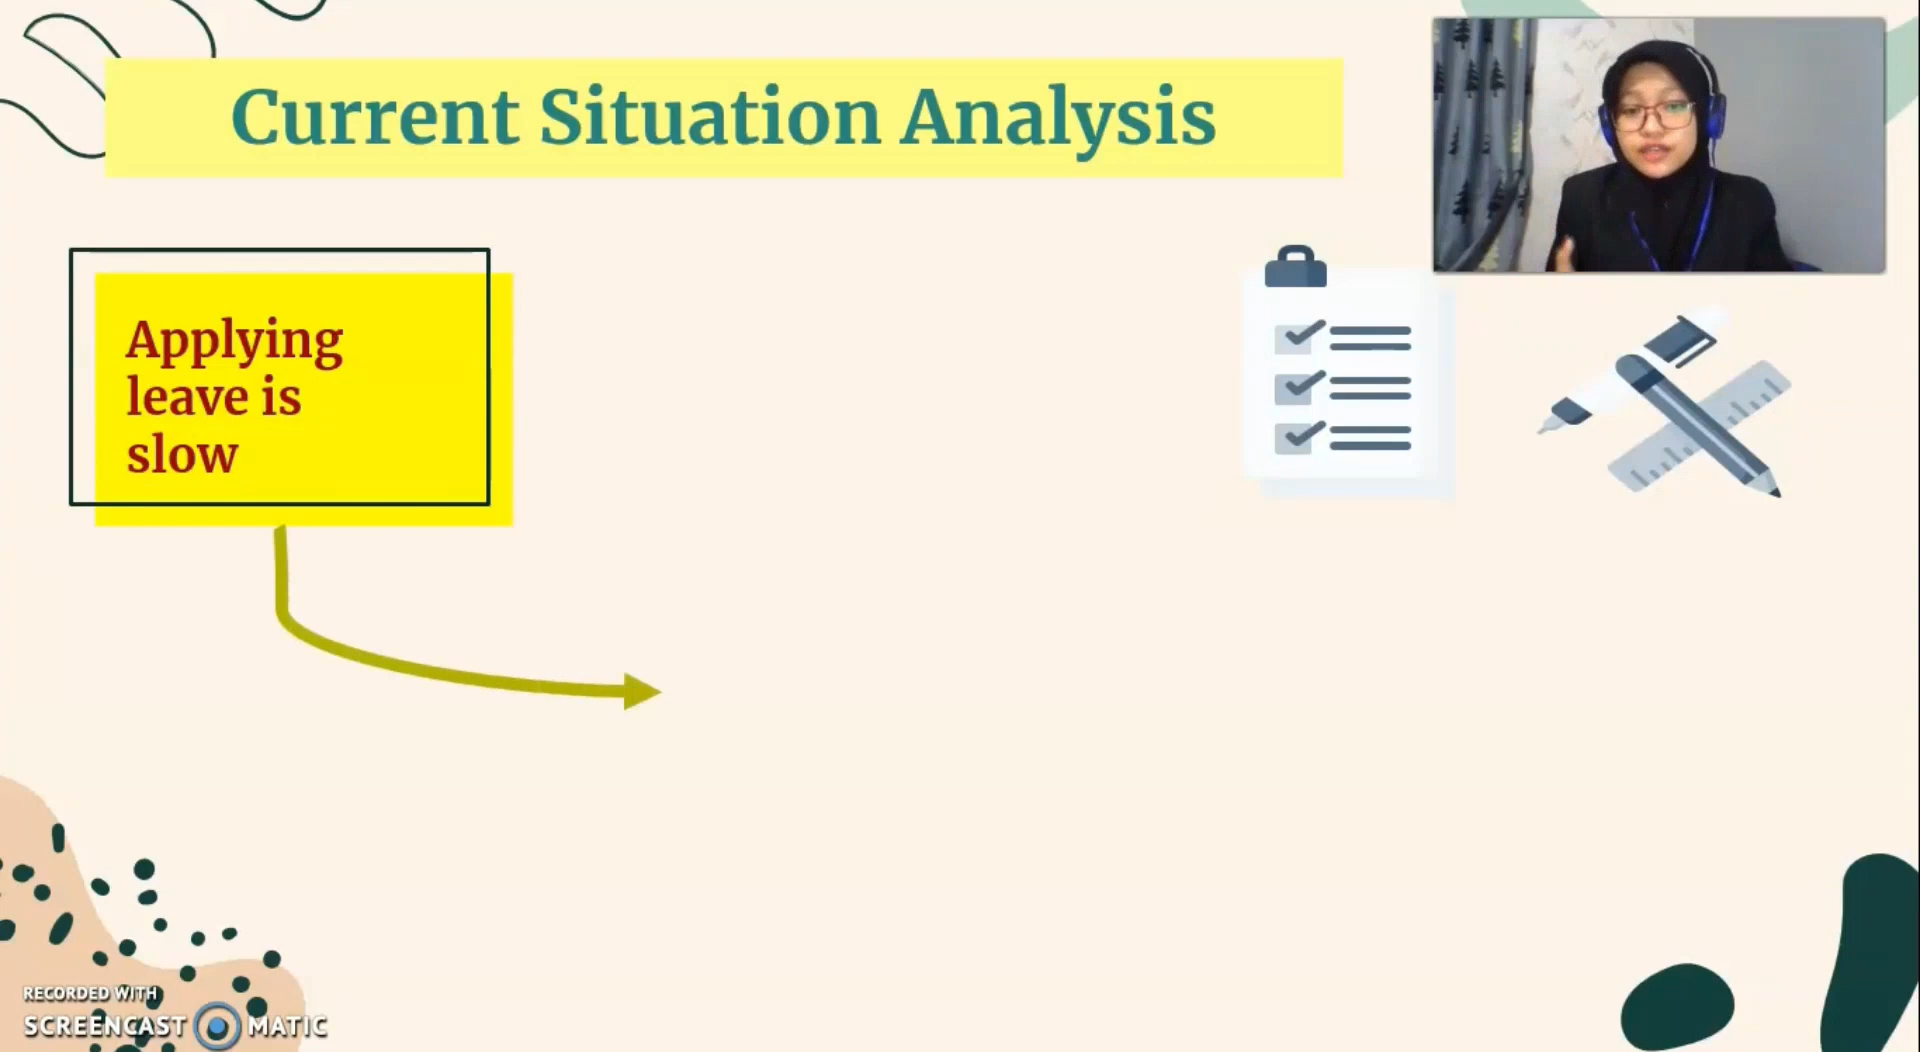 Current Situation Analysis
Applying
leave is
slow
RECORDED WITH
SCREENCAST MATIC